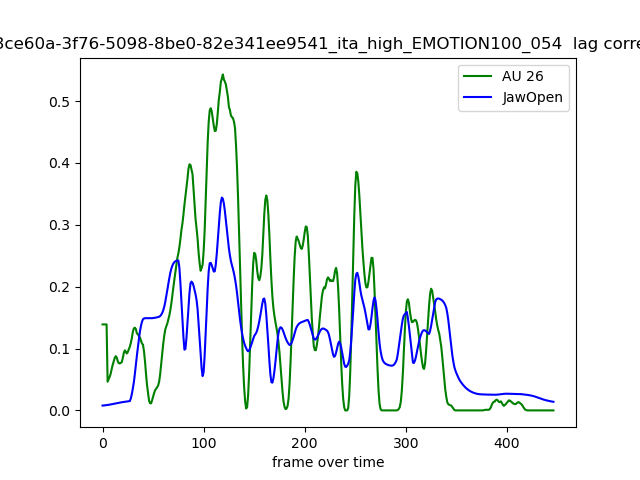 3ce60a-3f76-5098-8be0-82e341ee9541_ita_high_EMOTION100_054 lag corre
AU 26
JawOpen
0.5
0.4
0.3
0.2
0.1
0.0
0 100 200 300 400
frame over time